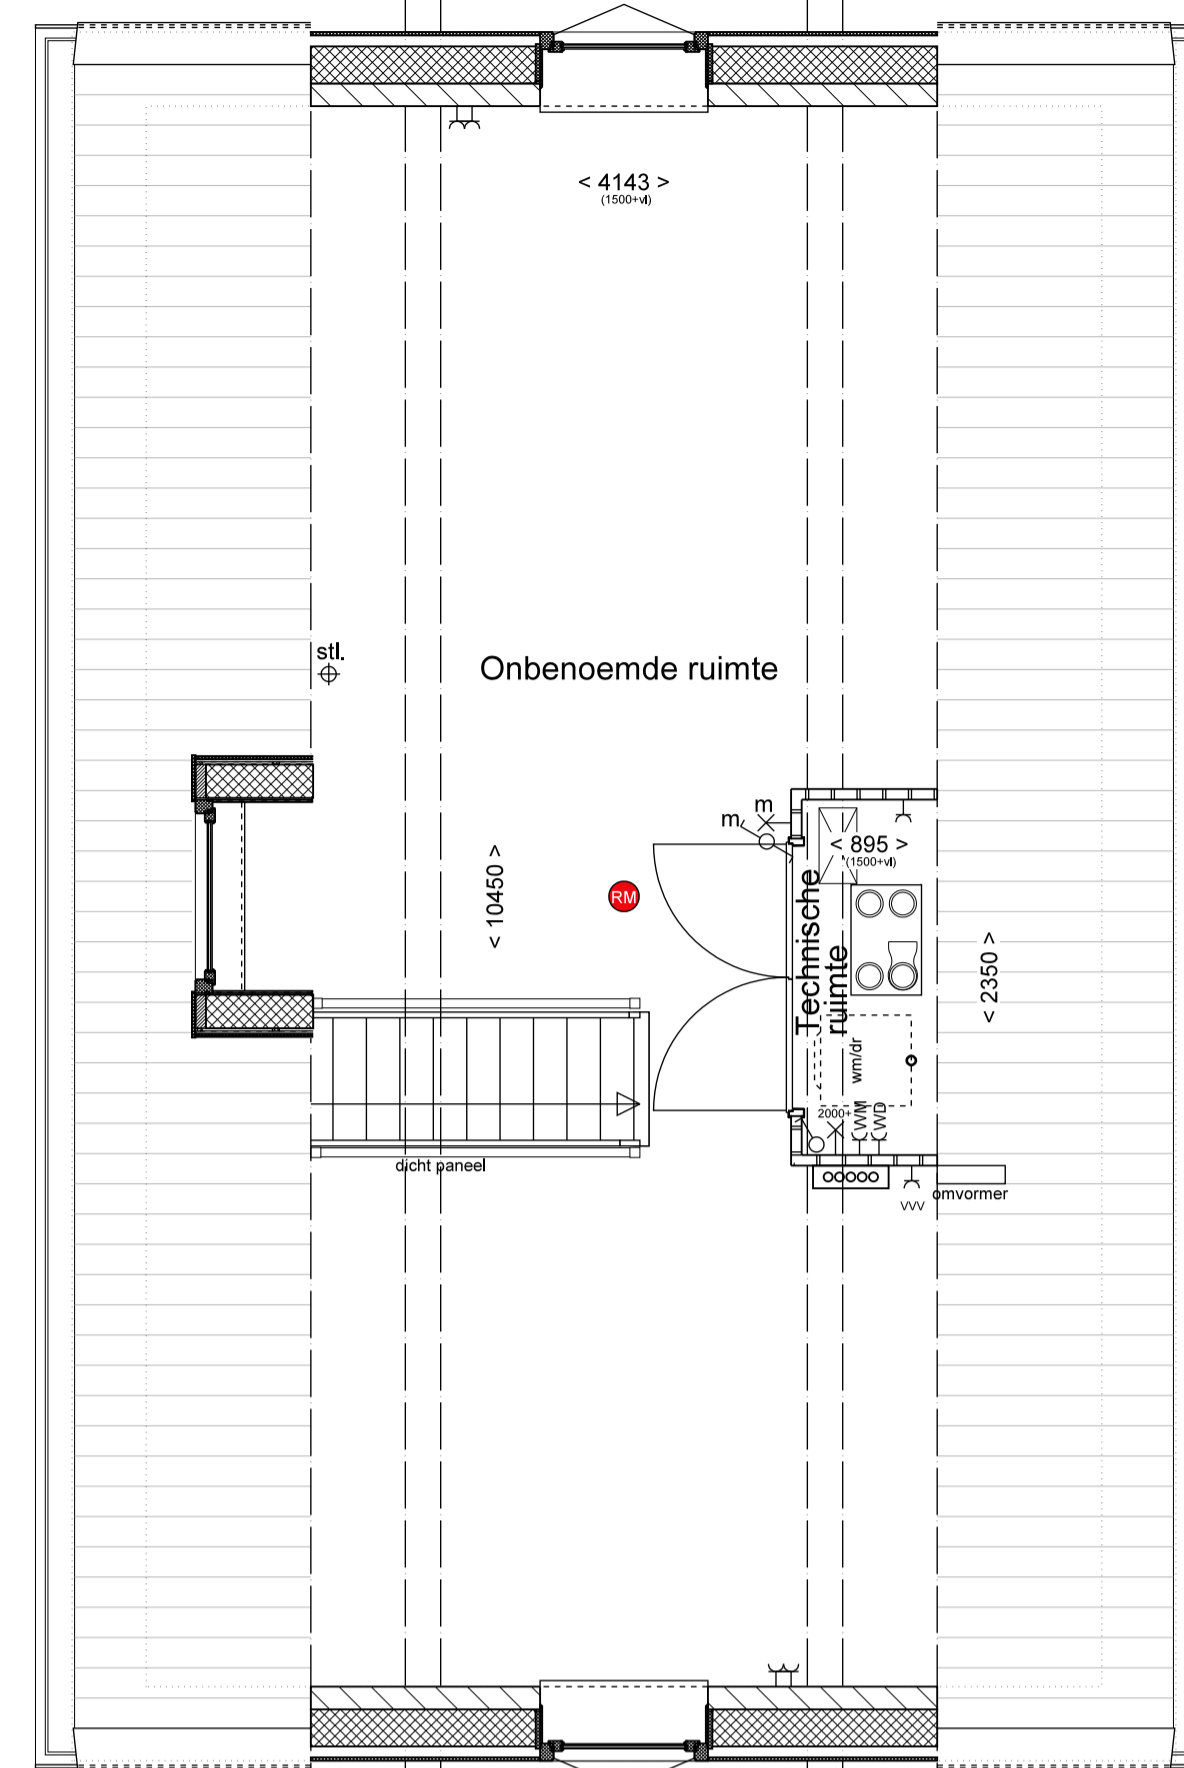 < 4143 >
(1500+vl)
stl.
Onbenoemde ruimte
m
m
< 895 >
(1500+vl)
< 10450 >
RM
Technische
ruimte
< 2350 >
wm/dr
2000+
WM
WD
dicht paneel
omvormer
VVV